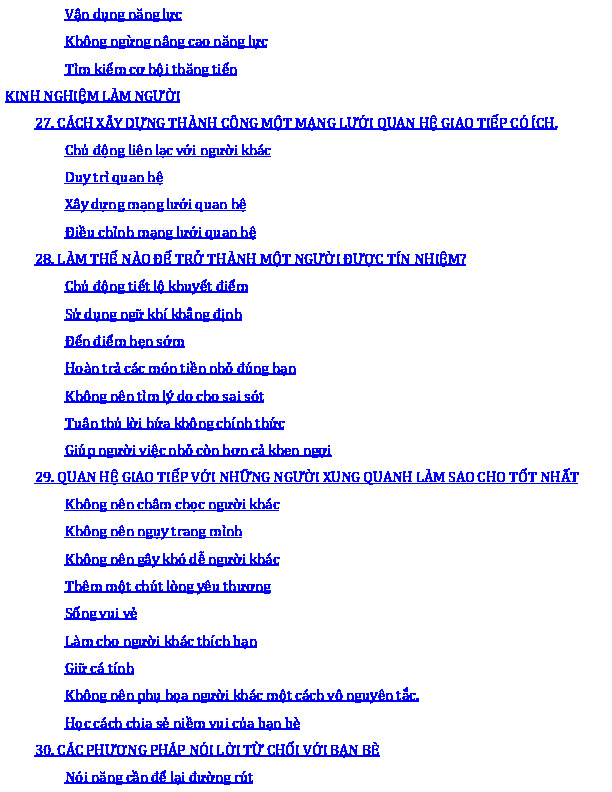 Vận dụng năng lực
Không ngừng nâng cao năng lực
Tìm kiếm cơ hội thăng tiến
KINH NGHIỆM LÀM NGƯỜI
27. CÁCH XÂY DỰNG THÀNH CÔNG MỘT MẠNG LƯỚI QUAN HỆ GIAO TIẾP CÓ ÍCH.
Chủ động liên lạc với người khác
Duy trì quan hệ
Xây dựng mạng lưới quan hệ
Điều chỉnh mạng lưới quan hệ
28. LÀM THẾ NÀO ĐỂ TRỞ THÀNH MỘT NGƯỜI ĐƯỢC TÍN NHIỆM?
Chủ động tiết lộ khuyết điểm
Sử dụng ngữ khí khẳng định
Đến điểm hẹn sớm
Hoàn trả các món tiền nhỏ đúng hạn
Không nên tìm lý do cho sai sót
Tuân thủ lời hứa không chính thức
Giúp người việc nhỏ còn hơn cả khen ngợi
29. QUAN HỆ GIAO TIẾP VỚI NHỮNG NGƯỜI XUNG QUANH LÀM SAO CHO TỐT NHẤT
Không nên châm chọc người khác
Không nên ngụy trang mình
Không nên gây khó dễ người khác
Thêm một chút lòng yêu thương
Sống vui vẻ
Làm cho người khác thích bạn
Giữ cá tính
Không nên phụ họa người khác một cách vô nguyên tắc.
Học cách chia sẻ niềm vui của bạn bè
30. CÁC PHƯƠNG PHÁP NÓI LỜI TỪ CHỐI VỚI BẠN BÈ
Nói năng cần để lại đường rút